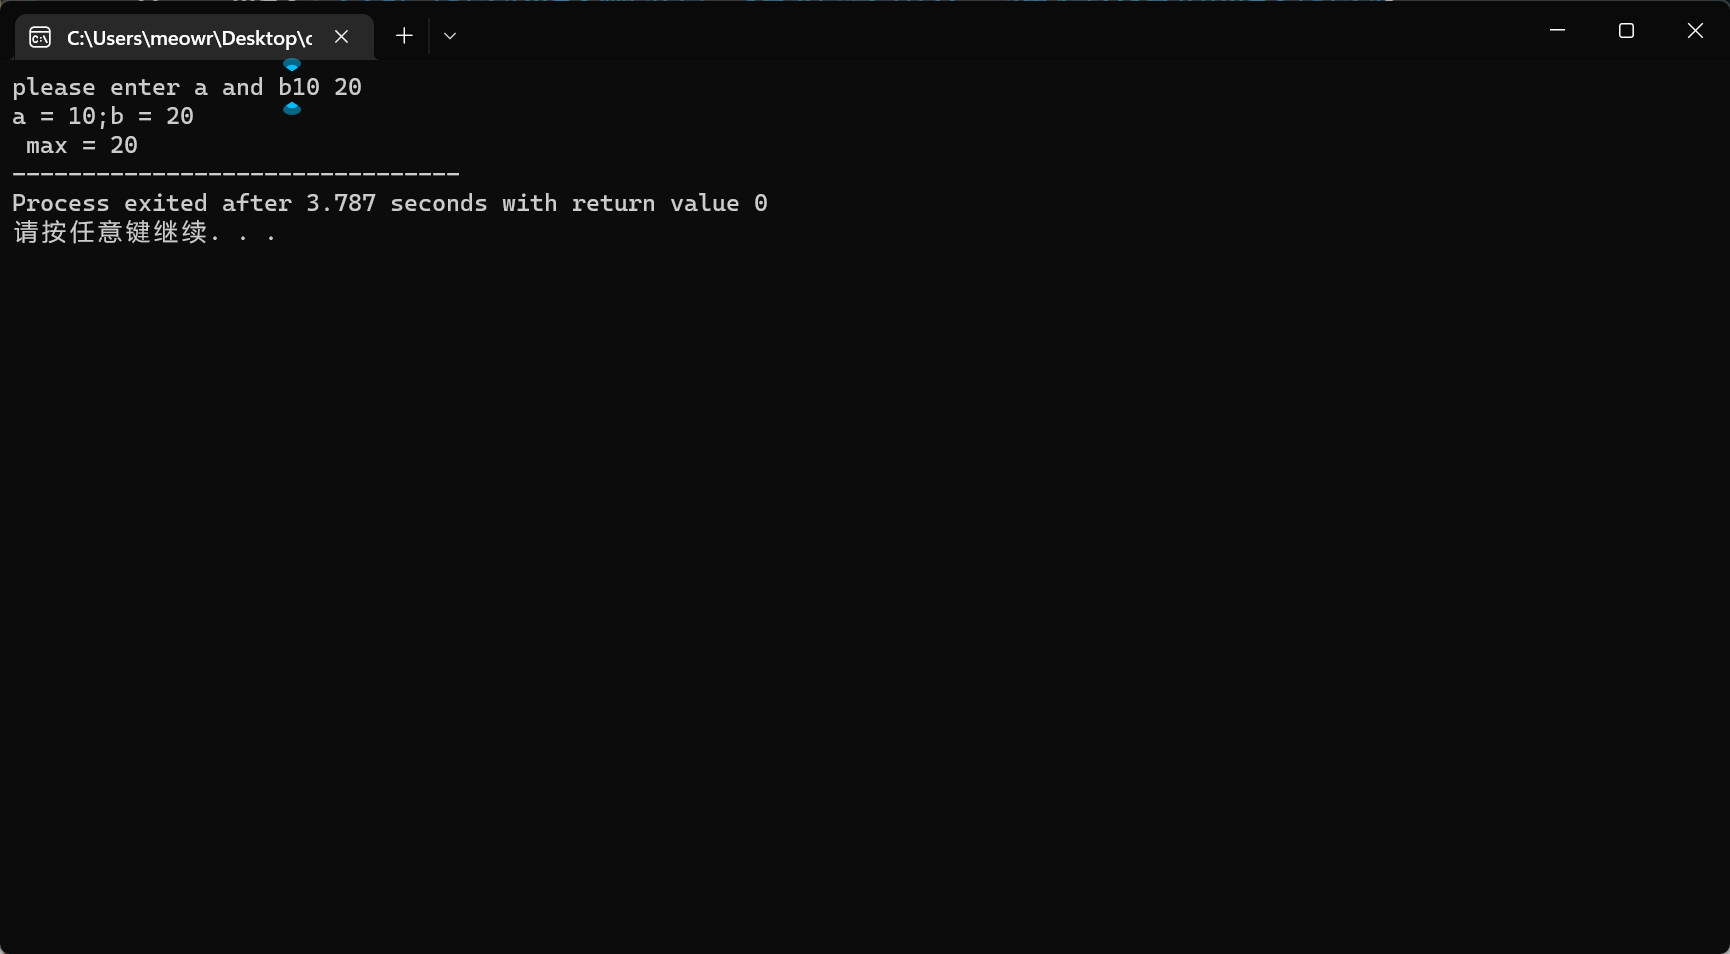 C:\Users\meowr\Desktop\c
please enter a and b10 20
a = 10;b = 20
 max = 20
--------------------------------
Process exited after 3.787 seconds with return value 0
请按任意键继续. . .